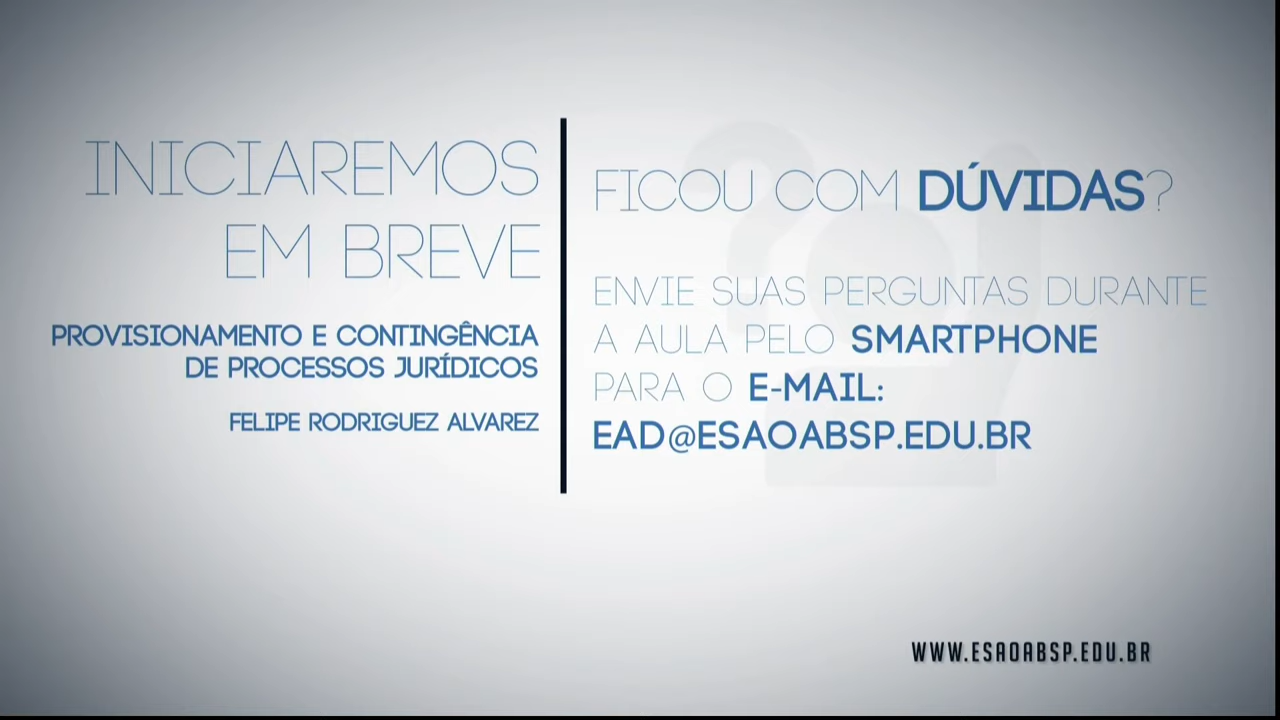 INICIAREMOS
EM BREVE
PROVISIONAMENTO E CONTINGÊNCIA
DE PROCESSOS JURÍDICOS
FELIPE RODRIGUEZ ALVAREZ
FICOU COM DÚVIDAS?
ENVIE SUAS PERGUNTAS DURANTE
A AULA PELO SMARTPHONE
PARA O E-MAIL:
EAD@ESAOABSP.EDU.BR
WWW.ESAOABSP.EDU.BR